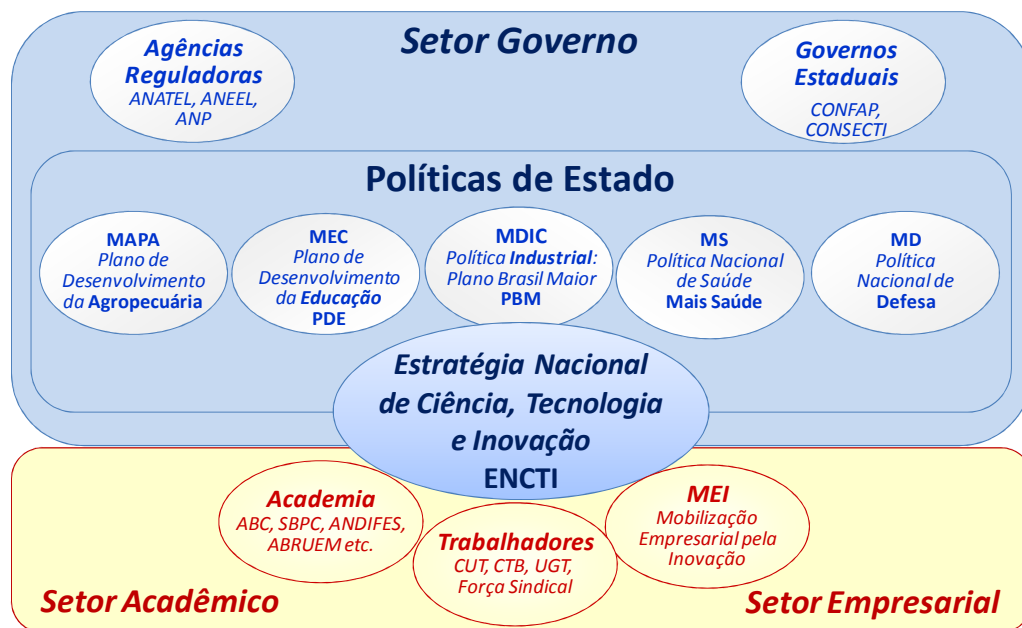 Setor Governo
Agências
Reguladoras
ANATEL, ANEEL,
ANP
Governos
Estaduais
CONFAP,
CONSECTI
Políticas de Estado
MAPA
Plano de
Desenvolvimento
da Agropecuária
MEC
Plano de
Desenvolvimento
da Educação
PDE
MDIC
Política Industrial:
Plano Brasil Maior
PBM
MS
Política Nacional
de Saúde
Mais Saúde
MD
Política
Nacional de
Defesa
Estratégia Nacional
de Ciência, Tecnologia
e Inovação
ENCTI
Academia
ABC, SBPC, ANDIFES,
ABRUEM etc.
Trabalhadores
CUT, CTB, UGT,
Força Sindical
MEI
Mobilização
Empresarial pela
Inovação
Setor Acadêmico
Setor Empresarial